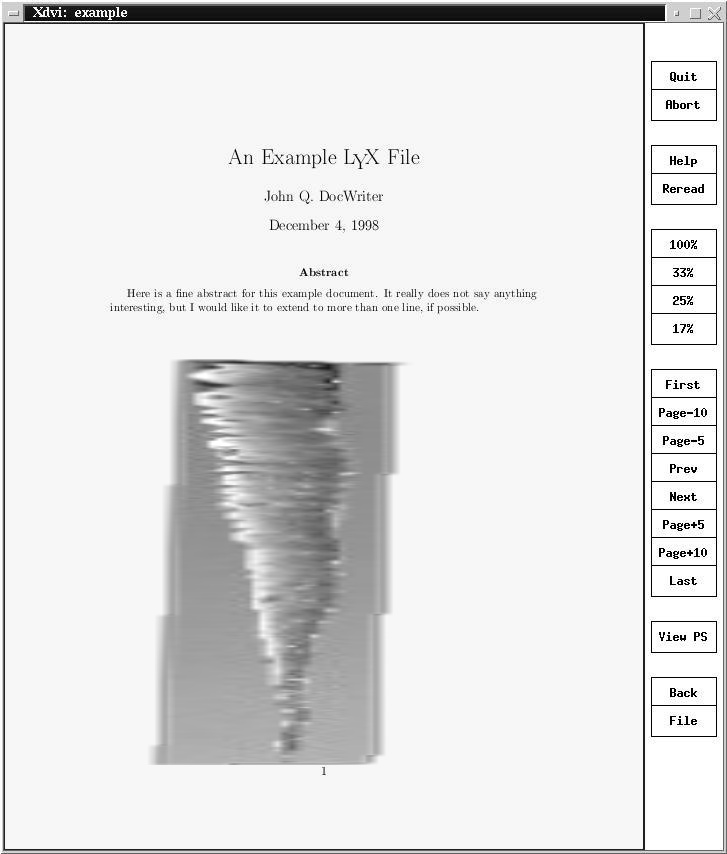 Xdvi: example
An Example LYX File
John Q. DocWriter
December 4, 1998
Abstract
Here is a fine abstract for this example document. It really does not say anything
interesting, but I would like it to extend to more than one line, if possible.
1
Quit
Abort
Help
Reread
100%
33%
25%
17%
First
Page-10
Page-5
Prev
Next
Page+5
Page+10
Last
View PS
Back
File